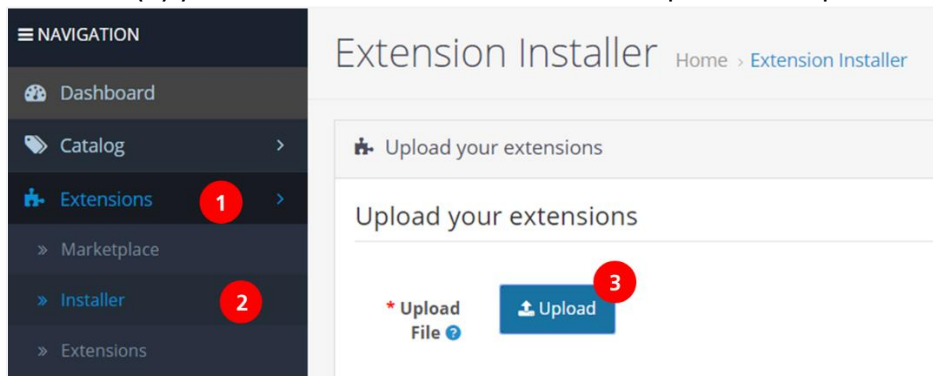 NAVIGATION
Dashboard
Catalog
Extensions 1
» Marketplace
» Installer 2
» Extensions
Extension Installer Home › Extension Installer
Upload your extensions
Upload your extensions
3
* Upload File
Upload